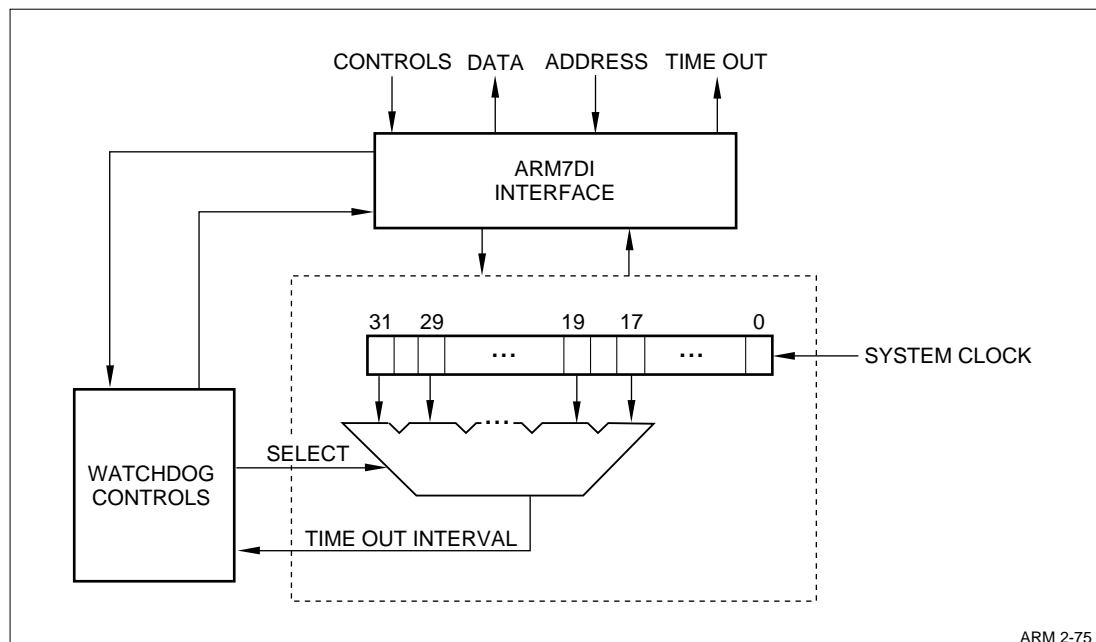 CONTROLS DATA ADDRESS TIME OUT
ARM7DI
INTERFACE
31 29 19 17 0
... ...
SYSTEM CLOCK
...
SELECT
WATCHDOG
CONTROLS
TIME OUT INTERVAL
ARM 2-75